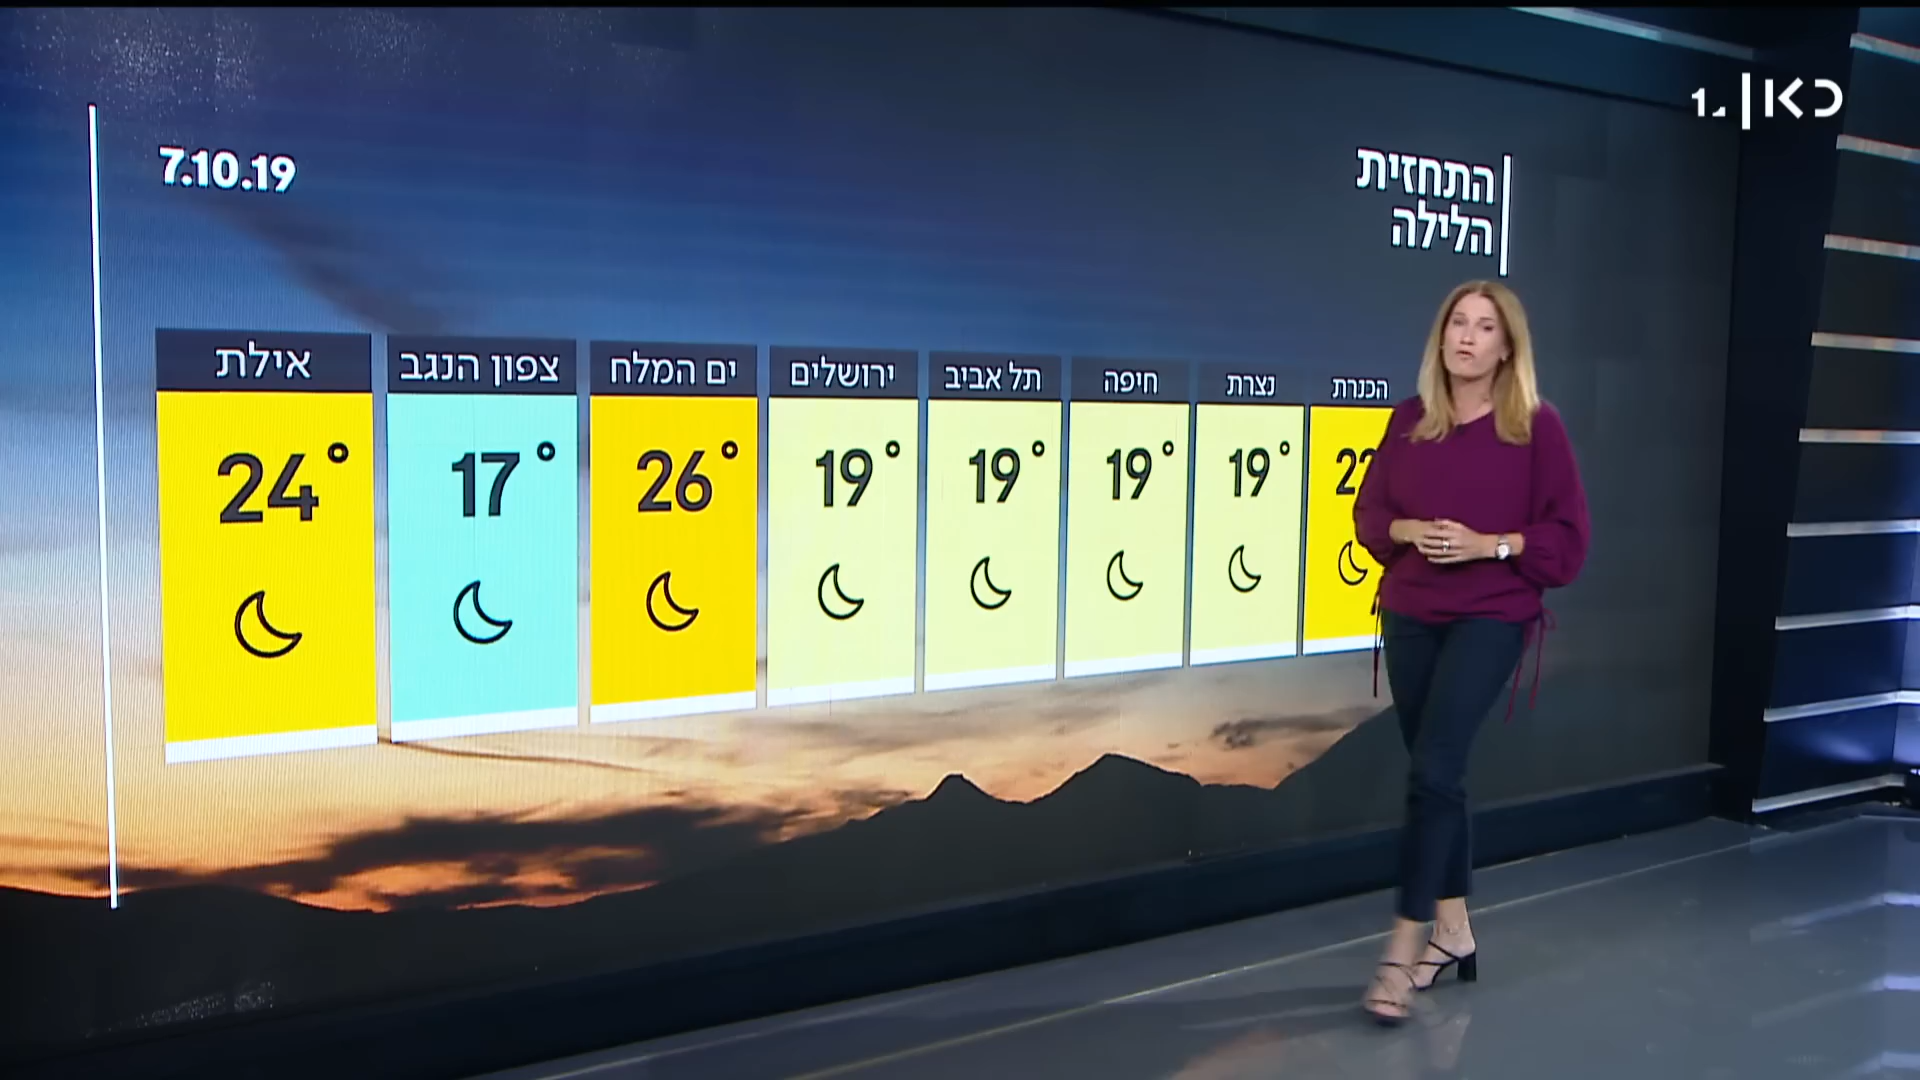 כאן
התחזית
הלילה
7.10.19
הכנרת
נצרת
חיפה
תל אביב
ירושלים
ים המלח
צפון הנגב
אילת
19°
19°
19°
19°
26°
17°
24°